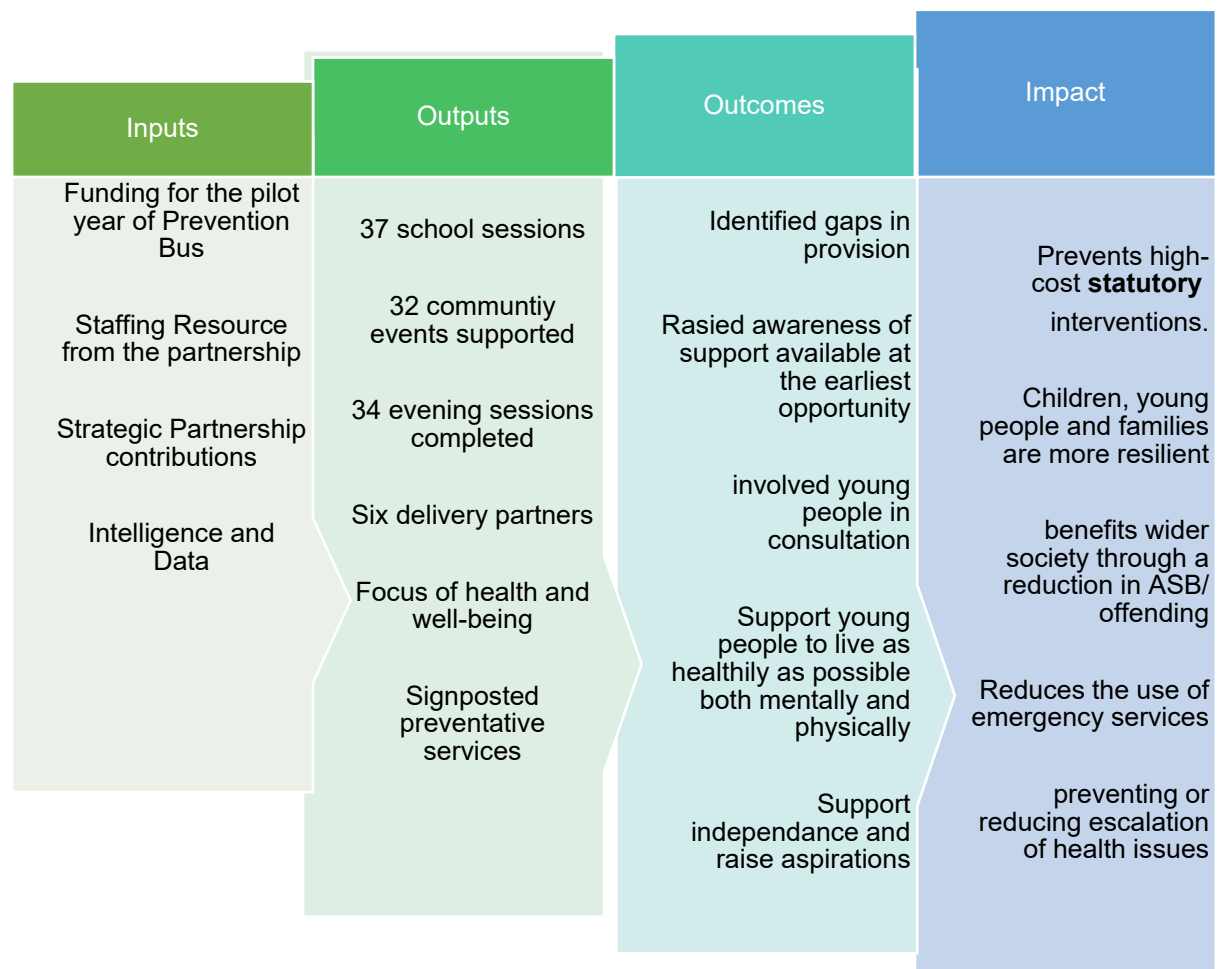 Inputs
Funding for the pilot
year of Prevention
Bus
Staffing Resource
from the partnership
Strategic Partnership
contributions
Intelligence and
Data
Outputs
37 school sessions
32 communtiy
events supported
34 evening sessions
completed
Six delivery partners
Focus of health and
well-being
Signposted
preventative
services
Outcomes
Identified gaps in
provision
Rasied awareness of
support available at
the earliest
opportunity
involved young
people in
consultation
Support young
people to live as
healthily as possible
both mentally and
physically
Support
independance and
raise aspirations
Impact
Prevents high-
cost statutory
interventions.
Children, young
people and families
are more resilient
benefits wider
society through a
reduction in ASB/
offending
Reduces the use of
emergency services
preventing or
reducing escalation
of health issues